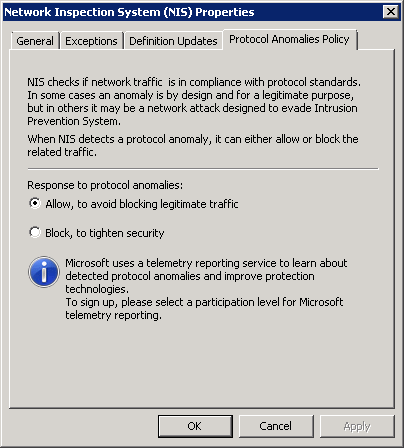 Network Inspection System (NIS) Properties
General
Exceptions
Definition Updates
Protocol Anomalies Policy
NIS checks if network traffic is in compliance with protocol standards.
In some cases an anomaly is by design and for a legitimate purpose,
but in others it may be a network attack designed to evade Intrusion
Prevention System.
When NIS detects a protocol anomaly, it can either allow or block the
related traffic.
Response to protocol anomalies:
Allow, to avoid blocking legitimate traffic
Block, to tighten security
Microsoft uses a telemetry reporting service to learn about
detected protocol anomalies and improve protection
technologies.
To sign up, please select a participation level for Microsoft
telemetry reporting.
OK
Cancel
Apply